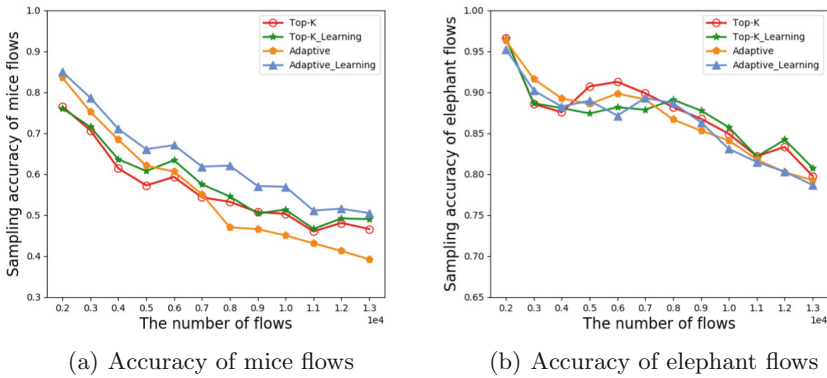 1.0
0.9
0.8
0.7
0.6
0.5
0.4
0.3
Sampling accuracy of mice flows
Top-K
Top-K_Learning
Adaptive
Adaptive_Learning
0.2 0.3 0.4 0.5 0.6 0.7 0.8 0.9 1.0 1.1 1.2 1.3
1e4
The number of flows
(a) Accuracy of mice flows
1.00
0.95
0.90
0.85
0.80
0.75
0.70
0.65
Sampling accuracy of elephant flows
Top-K
Top-K_Learning
Adaptive
Adaptive_Learning
0.2 0.3 0.4 0.5 0.6 0.7 0.8 0.9 1.0 1.1 1.2 1.3
1e4
The number of flows
(b) Accuracy of elephant flows